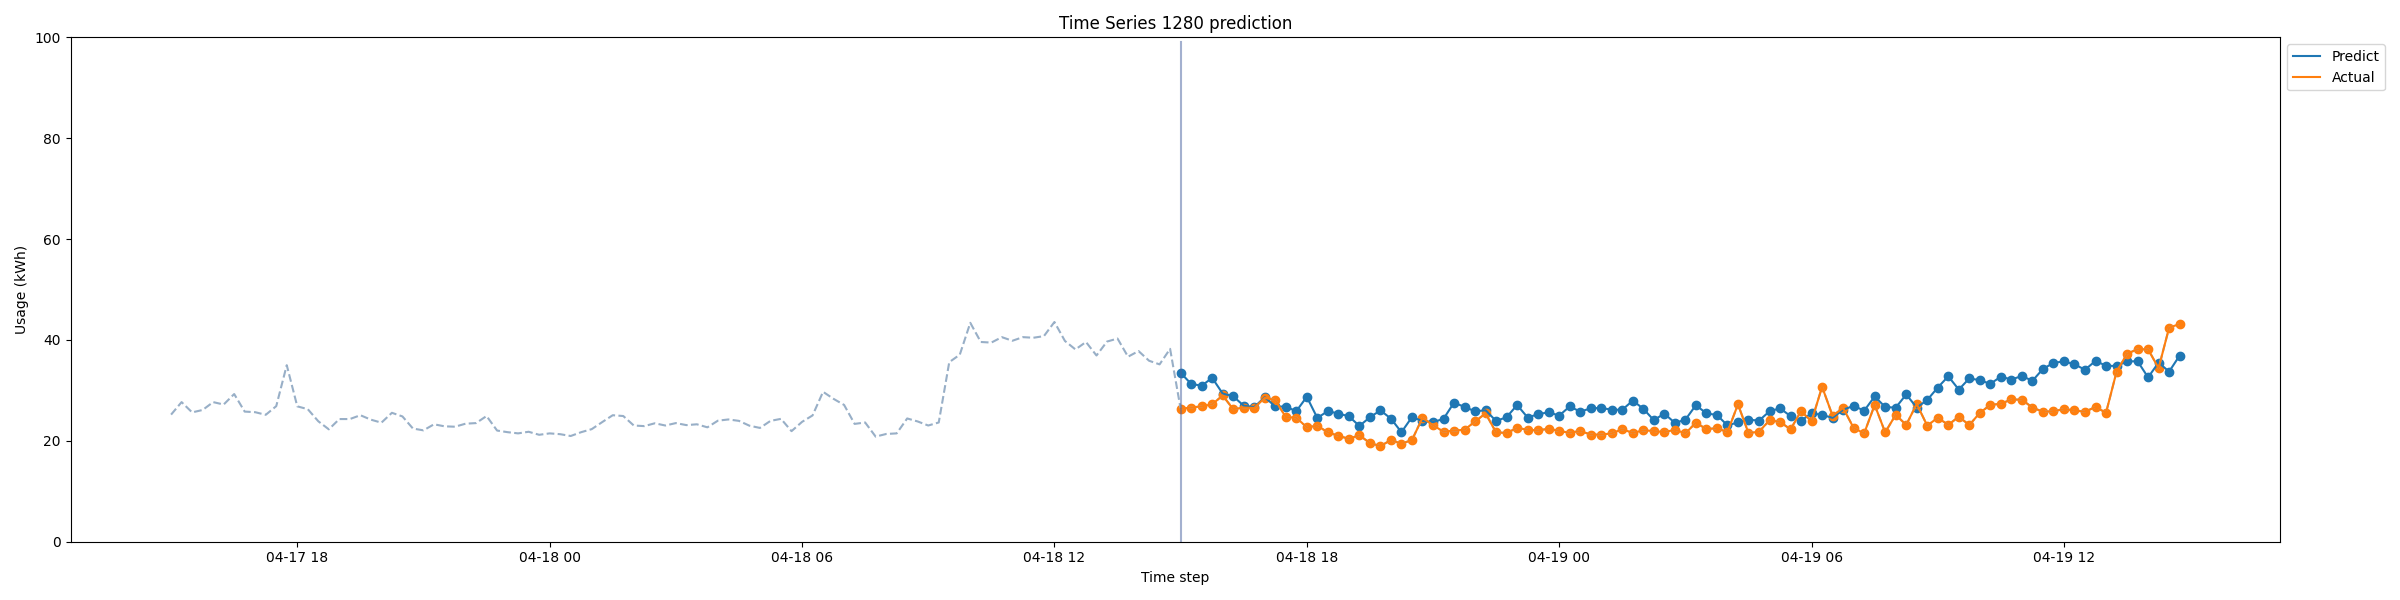 Time Series 1280 prediction
Usage (kWh)
100
80
60
40
20
0
04-17 18
04-18 00
04-18 06
04-18 12
04-18 18
04-19 00
04-19 06
04-19 12
Time step
Predict
Actual